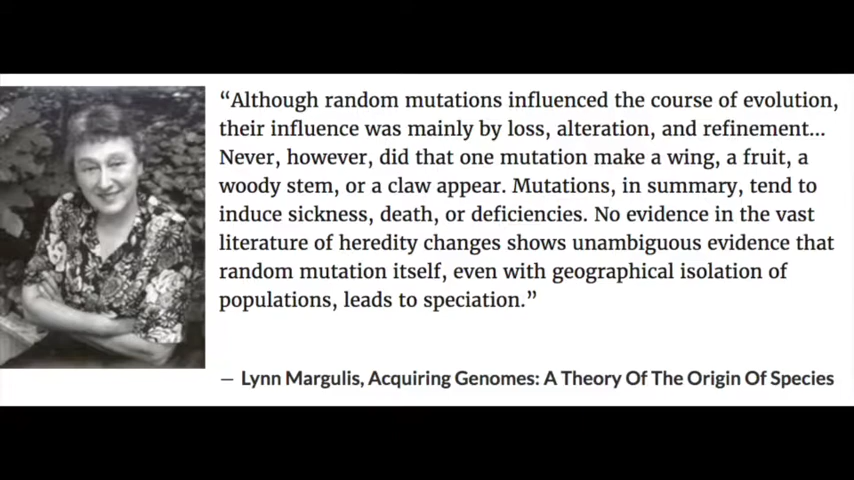 “Although random mutations influenced the course of evolution,
their influence was mainly by loss, alteration, and refinement...
Never, however, did that one mutation make a wing, a fruit, a
woody stem, or a claw appear. Mutations, in summary, tend to
induce sickness, death, or deficiencies. No evidence in the vast
literature of heredity changes shows unambiguous evidence that
random mutation itself, even with geographical isolation of
populations, leads to speciation.”
— Lynn Margulis, Acquiring Genomes: A Theory Of The Origin Of Species